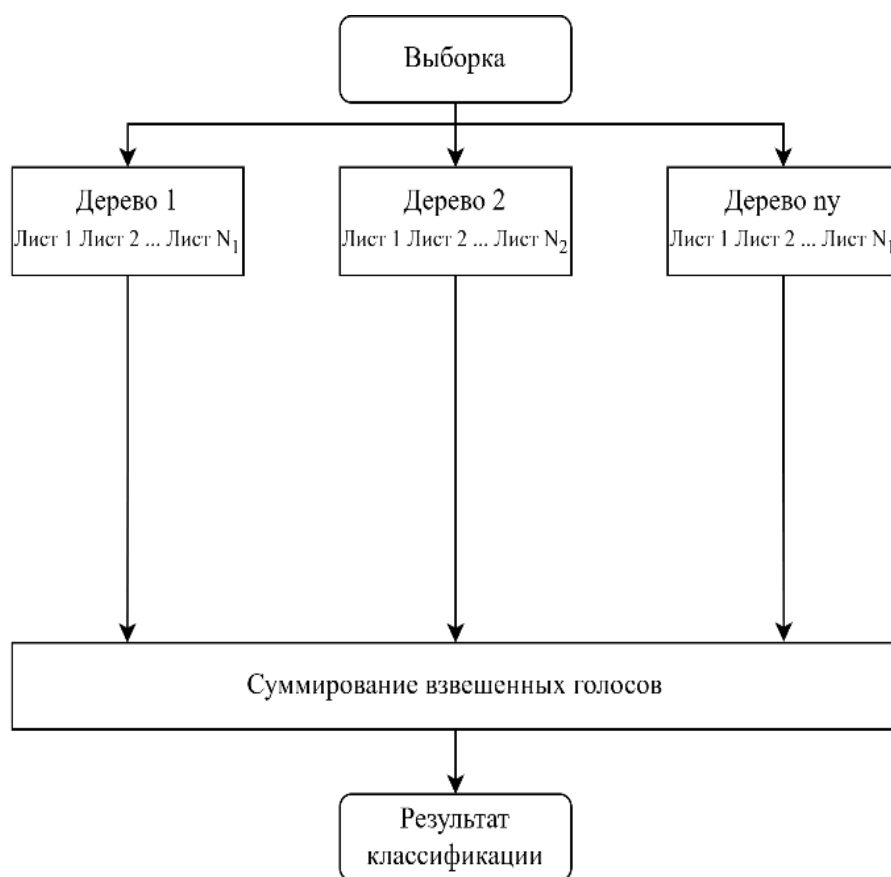 Выборка
Дерево 1
Лист 1 Лист 2 ... Лист N₁
Дерево 2
Лист 1 Лист 2 ... Лист N₂
Дерево ny
Лист 1 Лист 2 ... Лист N₁
Суммирование взвешенных голосов
Результат
классификации